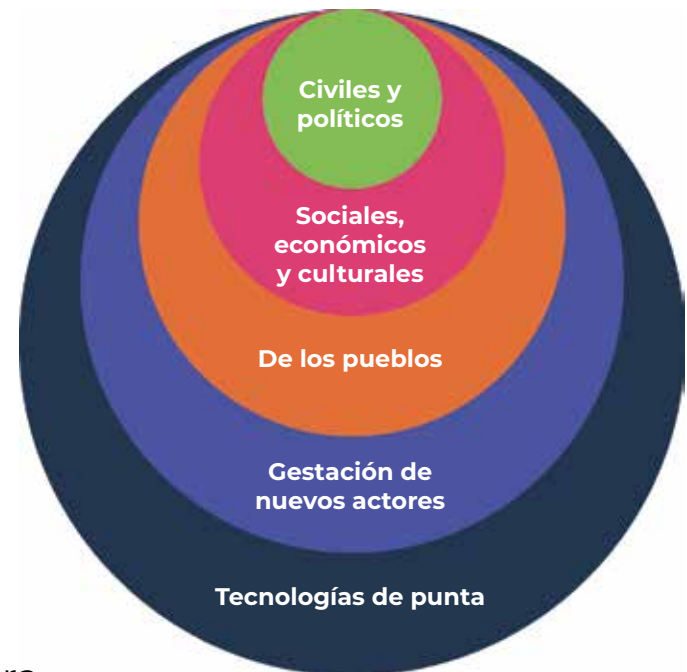 Civiles y
políticos
Sociales,
económicos
y culturales
De los pueblos
Gestación de
nuevos actores
Tecnologías de punta